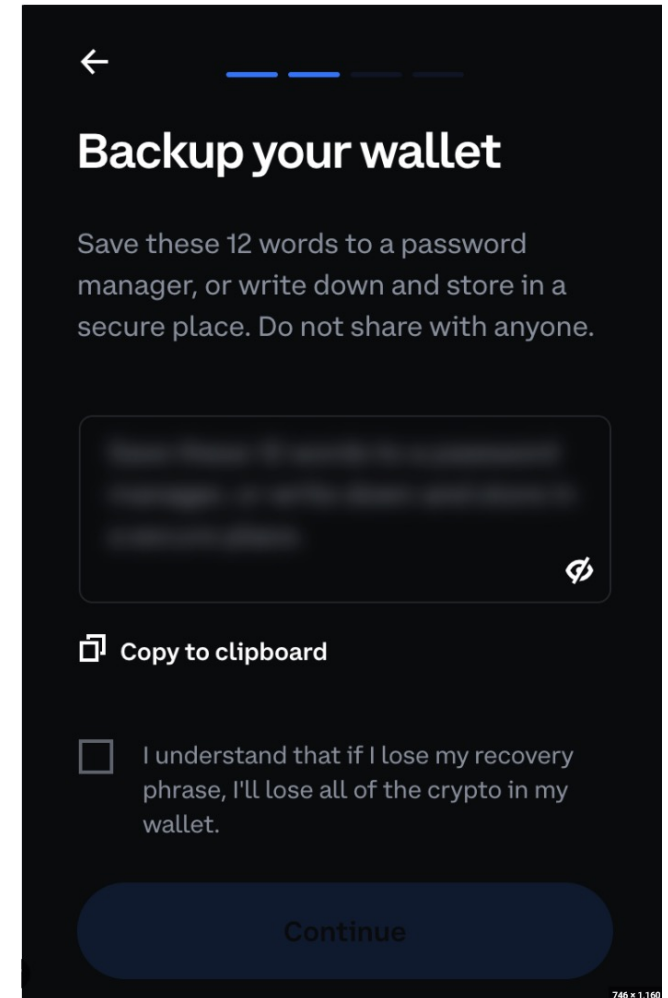 Backup your wallet
Save these 12 words to a password
manager, or write down and store in a
secure place. Do not share with anyone.
Copy to clipboard
I understand that if I lose my recovery
phrase, I'll lose all of the crypto in my
wallet.
Continue
746 × 1,160